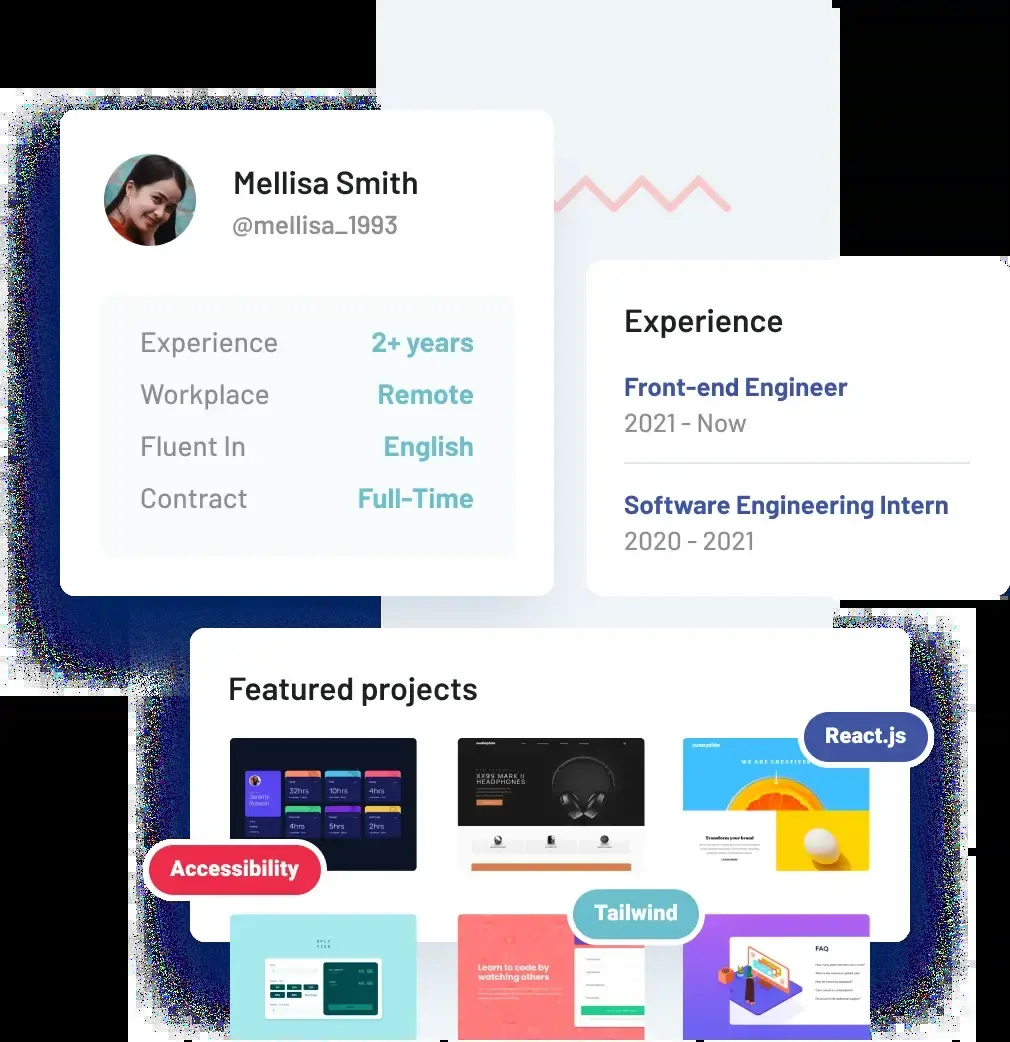 Mellisa Smith
@mellisa_1993
Experience 2+ years
Workplace Remote
Fluent In English
Contract Full-Time
Experience
Front-end Engineer
2021 - Now
Software Engineering Intern
2020 - 2021
Featured projects
React.js
Jeremy
Robson
32hrs
10hrs
4hrs
5hrs
2hrs
XX99 MARK II
HEADPHONES
sunnyside
WE ARE CREATIVES
Transform your brand
Accessibility
Tailwind
Learn to code by
watching others
FAQ